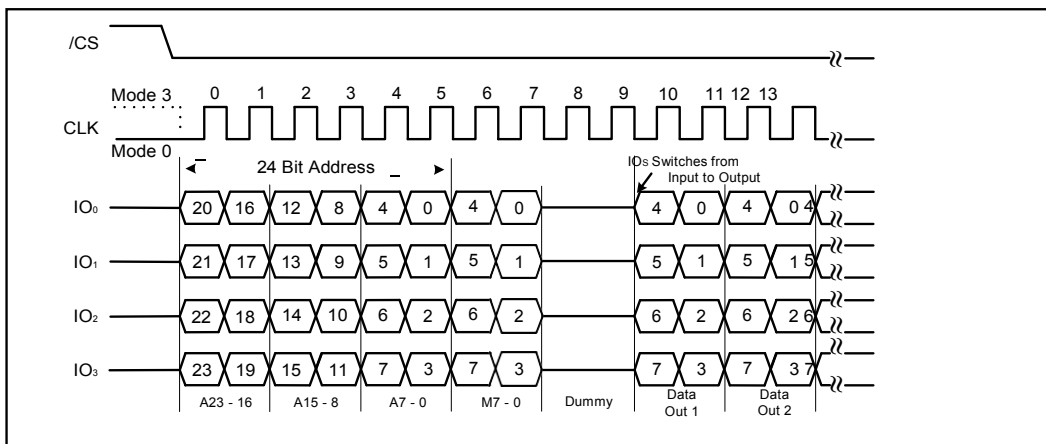 /CS
Mode 3 0 1 2 3 4 5 6 7 8 9 10 11 12 13
CLK
Mode 0
24 Bit Address
IOs Switches from
Input to Output
IO₀ 20 16 12 8 4 0 4 0 4 0 4 0 4
IO₁ 21 17 13 9 5 1 5 1 5 1 5 1 5
IO₂ 22 18 14 10 6 2 6 2 6 2 6 2 6
IO₃ 23 19 15 11 7 3 7 3 7 3 7 3 7
A23 - 16 A15 - 8 A7 - 0 M7 - 0 Dummy Data Data
Out 1 Out 2